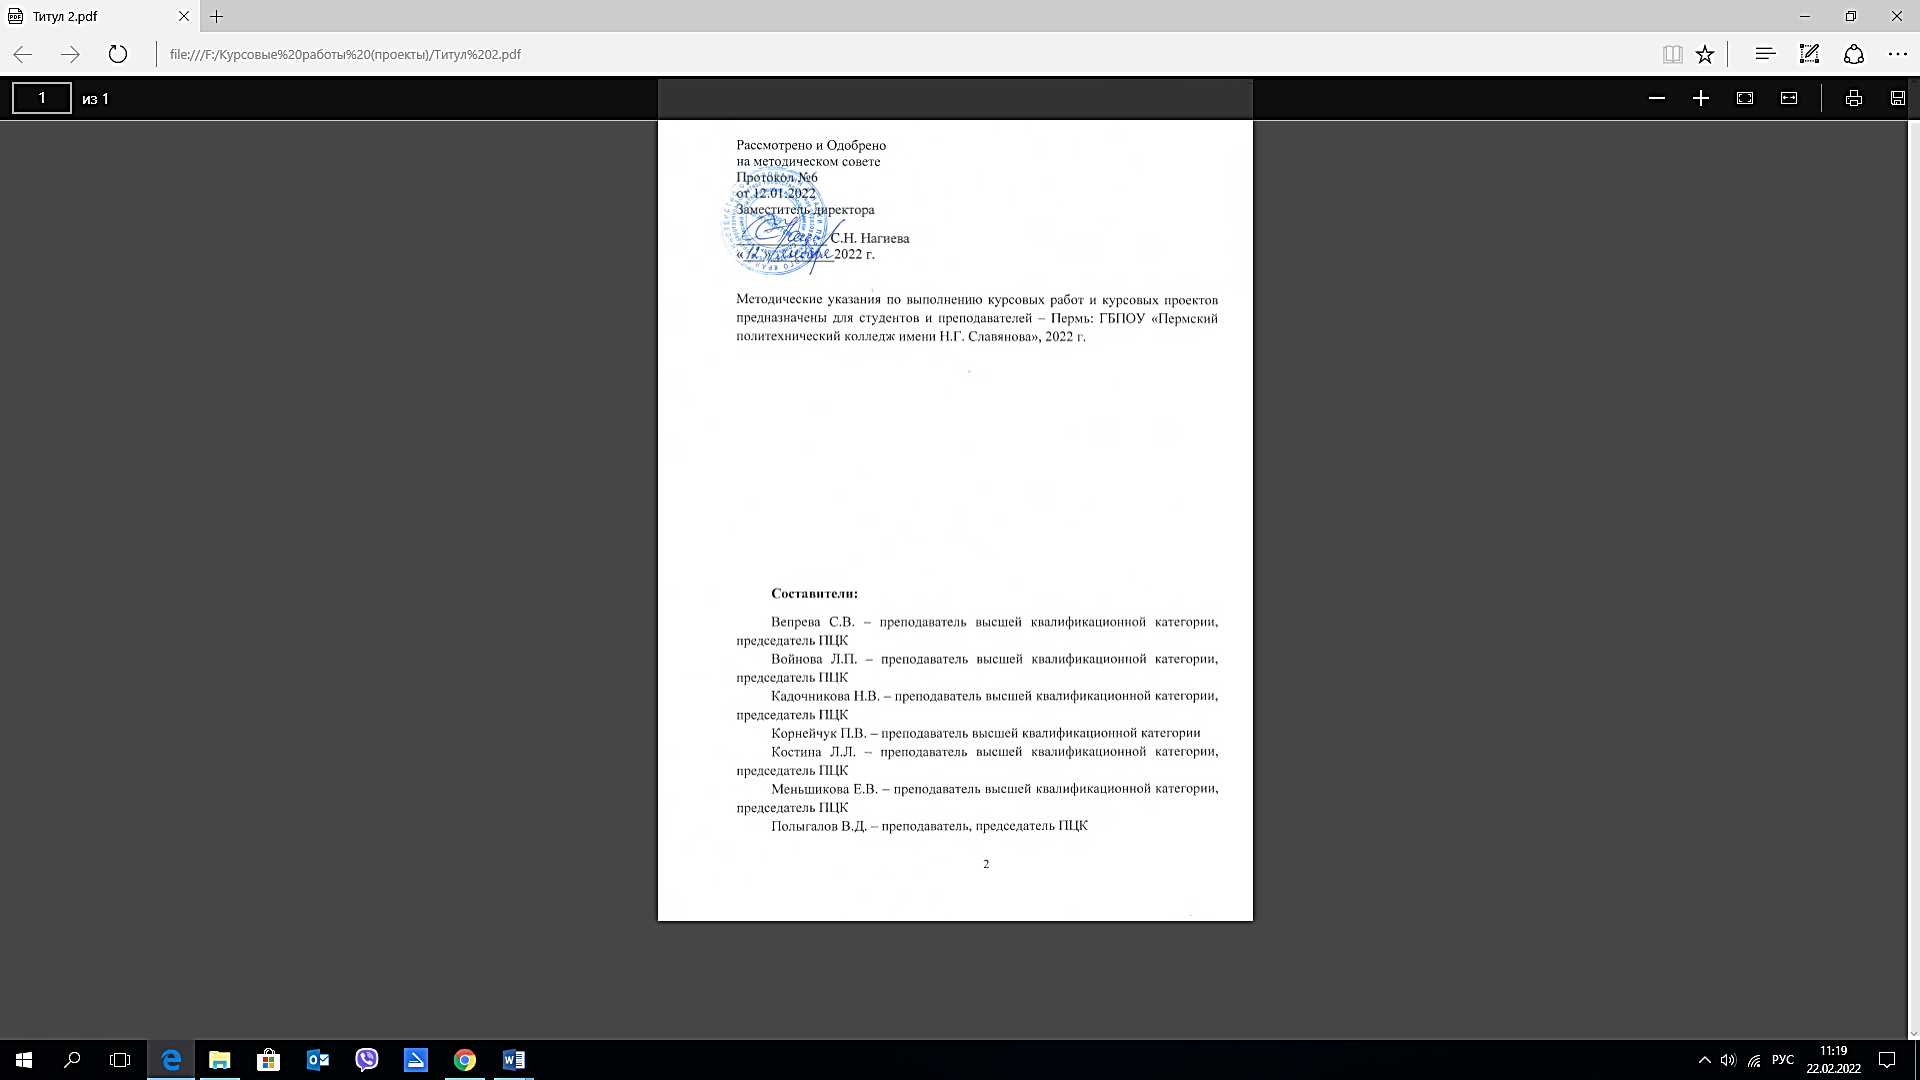 Титул 2.pdf
file:///F:/Курсовые%20работы%20(проекты)/Титул%202.pdf
1 из 1
Рассмотрено и Одобрено
на методическом совете
Протокол №6
от 12.01.2022
Заместитель директора
С.Н. Нагиева
«12» января 2022 г.
Методические указания по выполнению курсовых работ и курсовых проектов
предназначены для студентов и преподавателей – Пермь: ГБПОУ «Пермский
политехнический колледж имени Н.Г. Славянова», 2022 г.
Составители:
Вепрева С.В. – преподаватель высшей квалификационной категории,
председатель ПЦК
Войнова Л.П. – преподаватель высшей квалификационной категории,
председатель ПЦК
Кадочникова Н.В. – преподаватель высшей квалификационной категории,
председатель ПЦК
Корнейчук П.В. – преподаватель высшей квалификационной категории
Костина Л.Л. – преподаватель высшей квалификационной категории,
председатель ПЦК
Меньшикова Е.В. – преподаватель высшей квалификационной категории,
председатель ПЦК
Полыгалов В.Д. – преподаватель, председатель ПЦК
2
РУС
11:19
22.02.2022